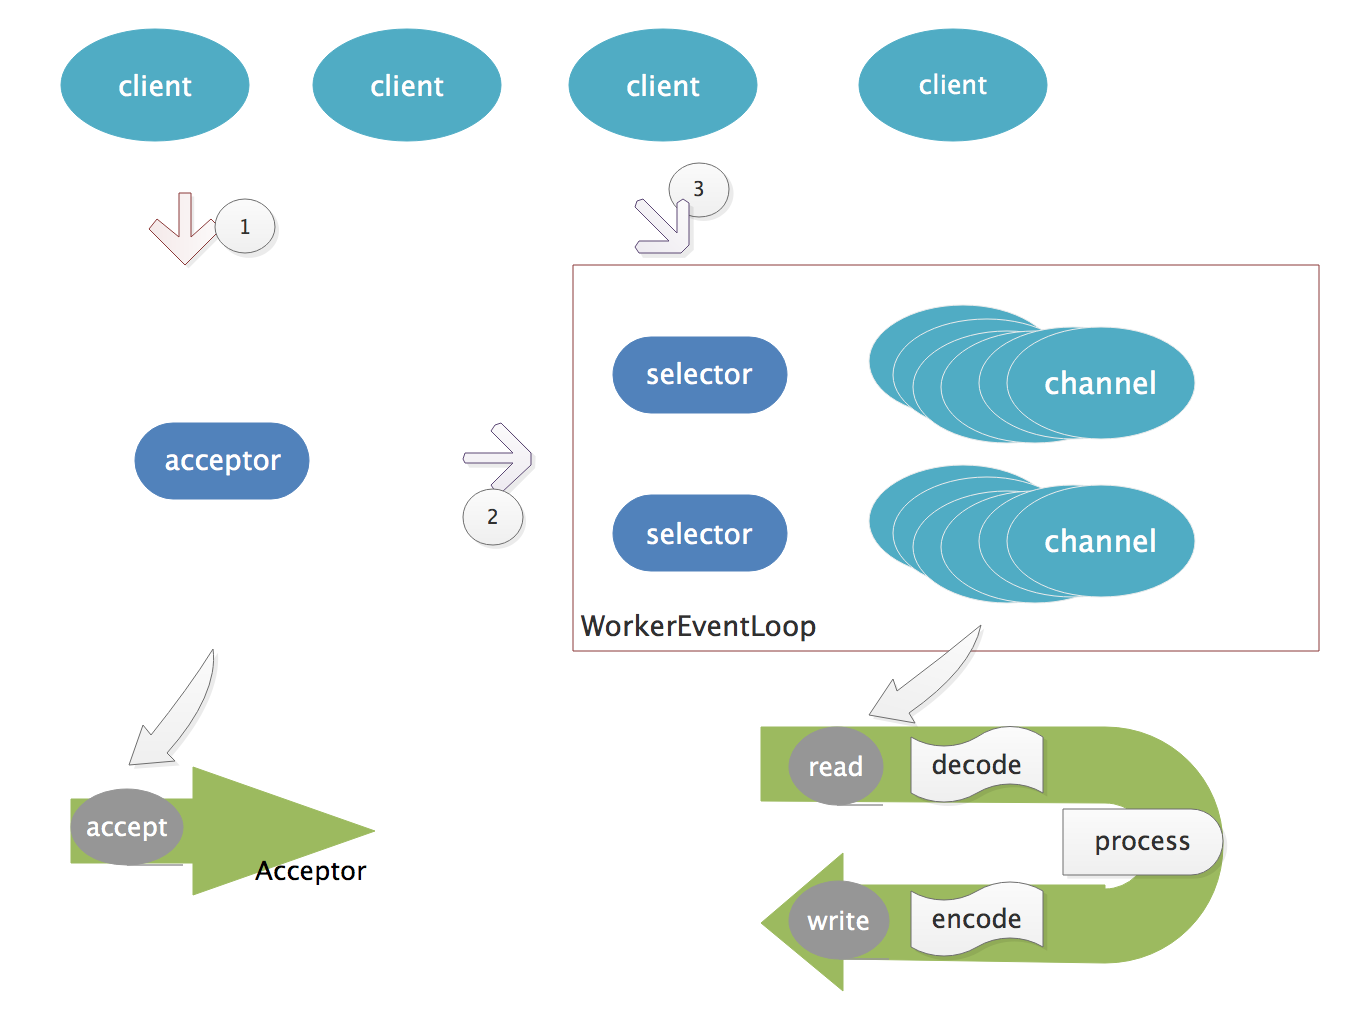 client
client
client
client
1
3
selector
channel
acceptor
2
selector
channel
WorkerEventLoop
accept
Acceptor
read
decode
process
write
encode